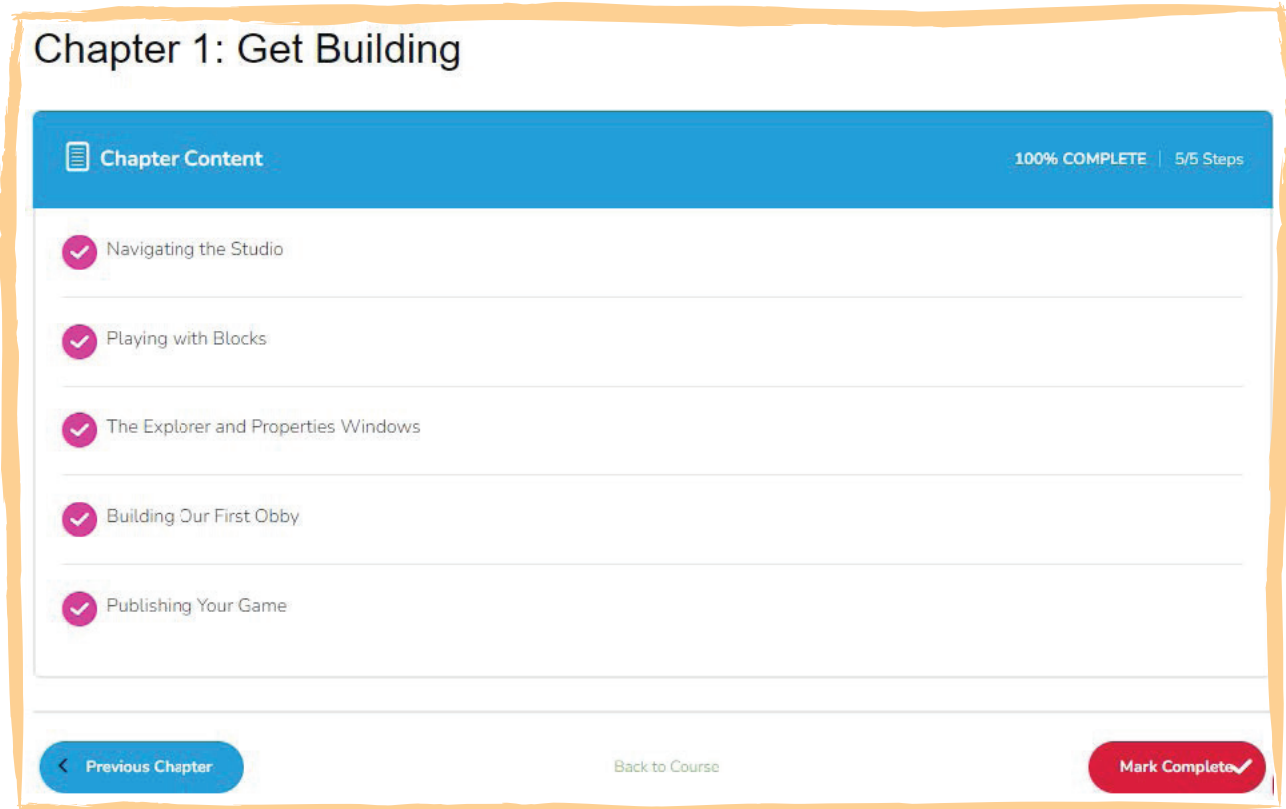 Chapter 1: Get Building
Chapter Content
100% COMPLETE | 5/5 Steps
Navigating the Studio
Playing with Blocks
The Explorer and Properties Windows
Building Our First Obby
Publishing Your Game
Previous Chapter
Back to Course
Mark Complete